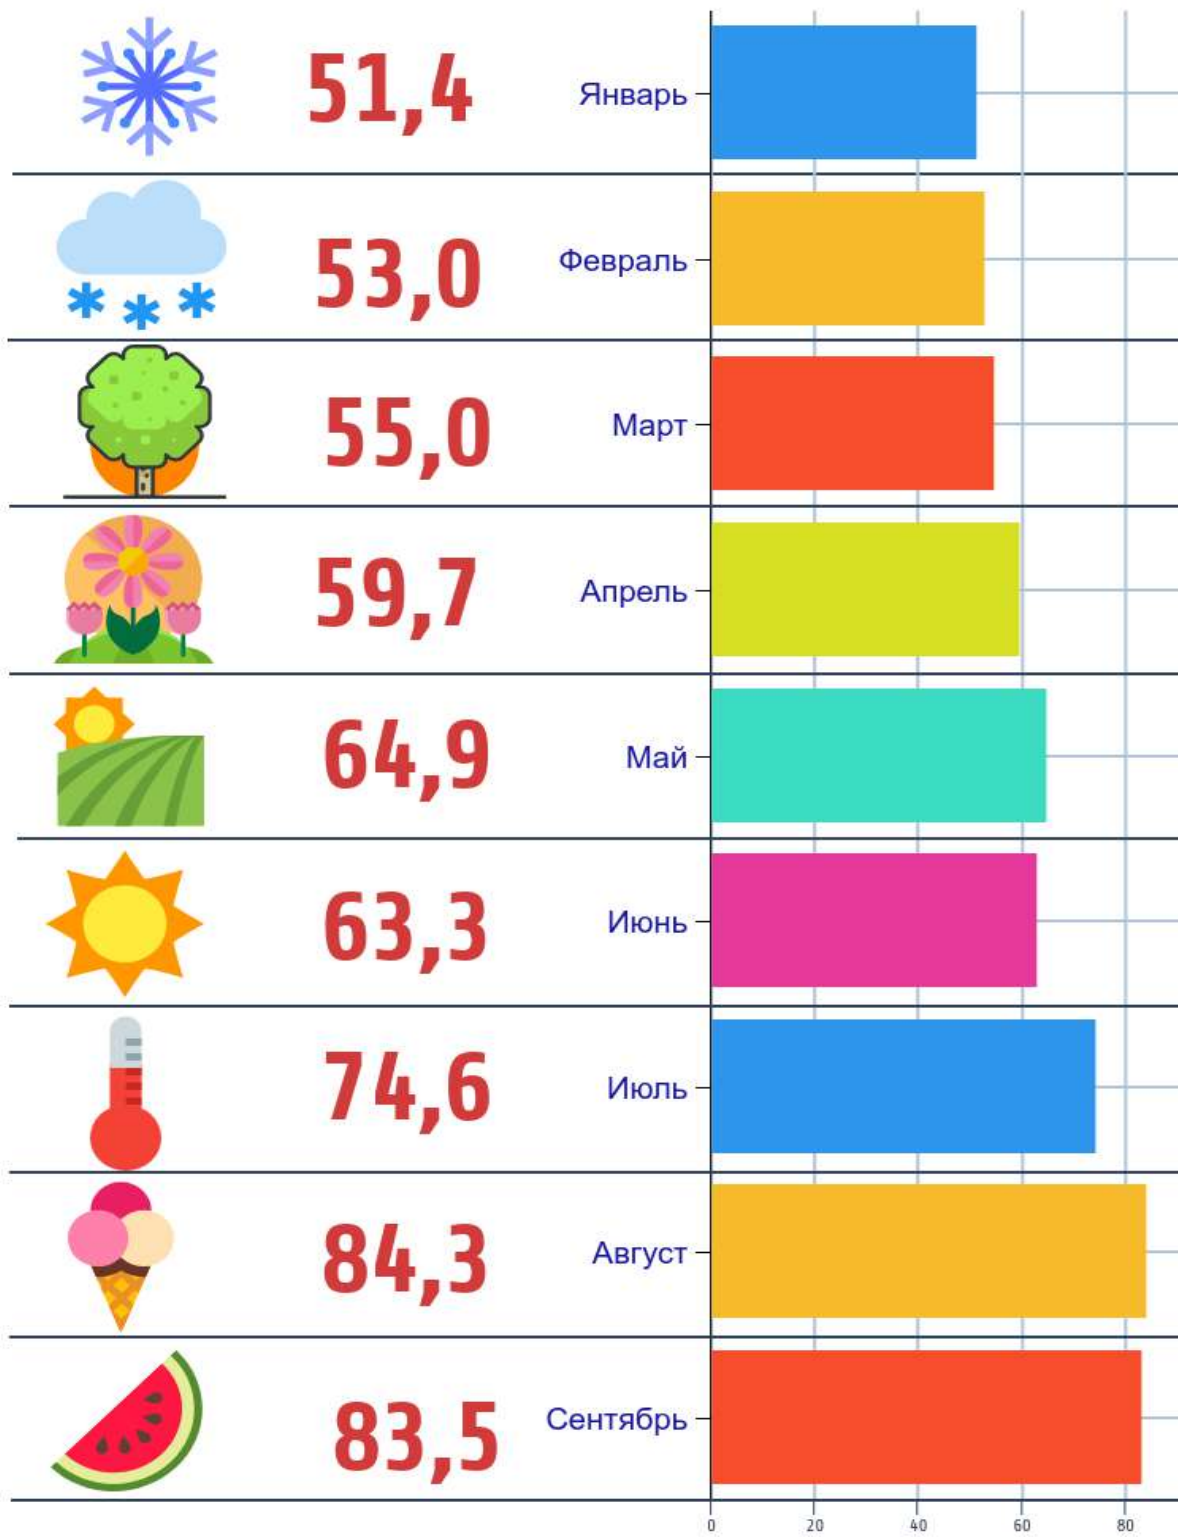 51,4 Январь
53,0 Февраль
55,0 Март
59,7 Апрель
64,9 Май
63,3 Июнь
74,6 Июль
84,3 Август
83,5 Сентябрь
0 20 40 60 80